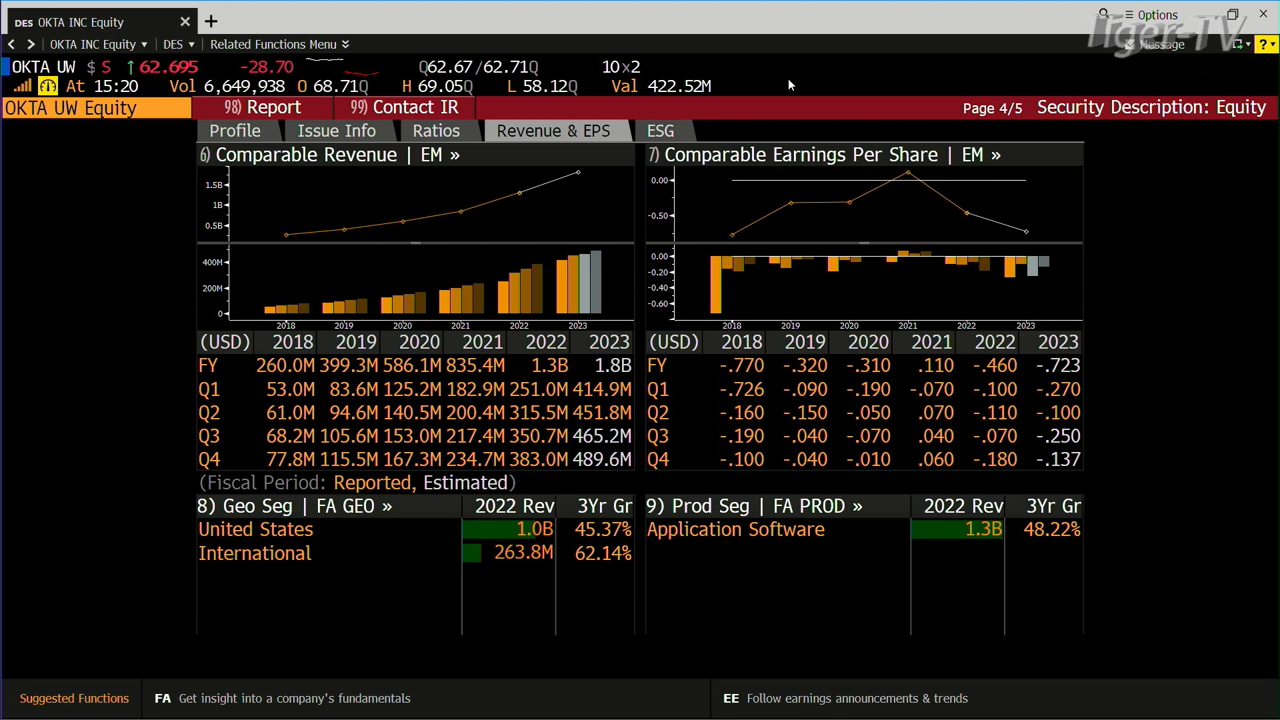 DES OKTA INC Equity
Options
OKTA INC Equity DES Related Functions Menu
Message
Tiger-TV
OKTA UW $ S ↑62.695 -28.70 Q62.67/62.71Q 10x2
At 15:20 Vol 6,649,938 O 68.71Q H 69.05Q L 58.12Q Val 422.52M
OKTA UW Equity 98) Report 99) Contact IR Page 4/5 Security Description: Equity
Profile Issue Info Ratios Revenue & EPS ESG
6) Comparable Revenue | EM »
1.5B
1B
0.5B
400M
200M
0
2018 2019 2020 2021 2022 2023
(USD) 2018 2019 2020 2021 2022 2023
FY 260.0M 399.3M 586.1M 835.4M 1.3B 1.8B
Q1 53.0M 83.6M 125.2M 182.9M 251.0M 414.9M
Q2 61.0M 94.6M 140.5M 200.4M 315.5M 451.8M
Q3 68.2M 105.6M 153.0M 217.4M 350.7M 465.2M
Q4 77.8M 115.5M 167.3M 234.7M 383.0M 489.6M
(Fiscal Period: Reported, Estimated)
7) Comparable Earnings Per Share | EM »
0.00
-0.50
0.00
-0.20
-0.40
-0.60
2018 2019 2020 2021 2022 2023
(USD) 2018 2019 2020 2021 2022 2023
FY -.770 -.320 -.310 .110 -.460 -.723
Q1 -.726 -.090 -.190 -.070 -.100 -.270
Q2 -.160 -.150 -.050 .070 -.110 -.100
Q3 -.190 -.040 -.070 .040 -.070 -.250
Q4 -.100 -.040 -.010 .060 -.180 -.137
8) Geo Seg | FA GEO » 2022 Rev 3Yr Gr
United States 1.0B 45.37%
International 263.8M 62.14%
9) Prod Seg | FA PROD » 2022 Rev 3Yr Gr
Application Software 1.3B 48.22%
Suggested Functions FA Get insight into a company's fundamentals EE Follow earnings announcements & trends